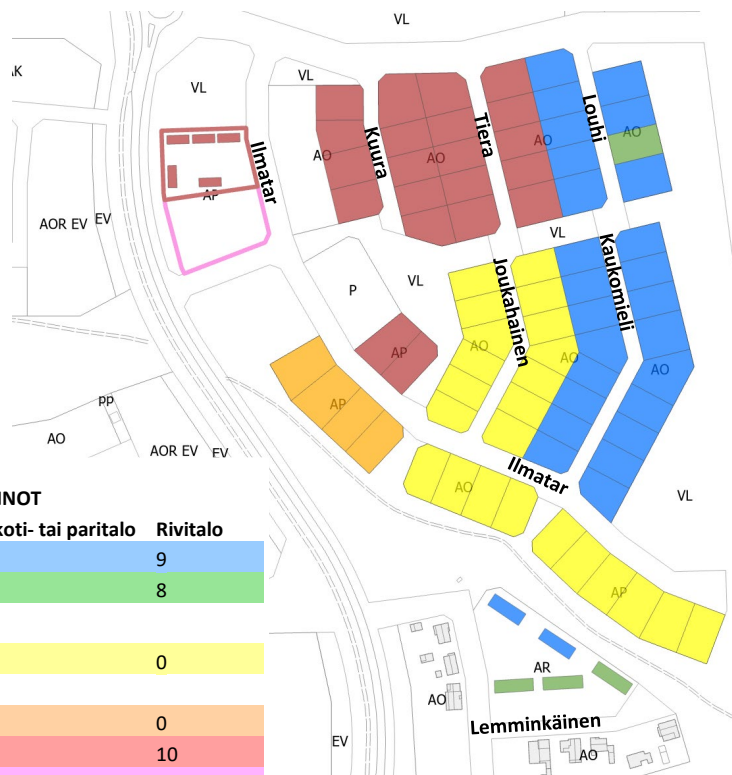 VL
VL
VL
AK
Ilmatar
Kuura
Tiera
Louhi
AO
AO
AO
AO
AP
AOR EV
EV
VL
VL
P
Joukahainen
Kaukomieli
AO
AO
AO
AP
AP
pp
AO
AOR EV
EV
Ilmatar
AO
VL
AP
NNOT
koti- tai paritalo Rivitalo
9
8
0
0
10
AR
AO
Lemminkäinen
EV
AO